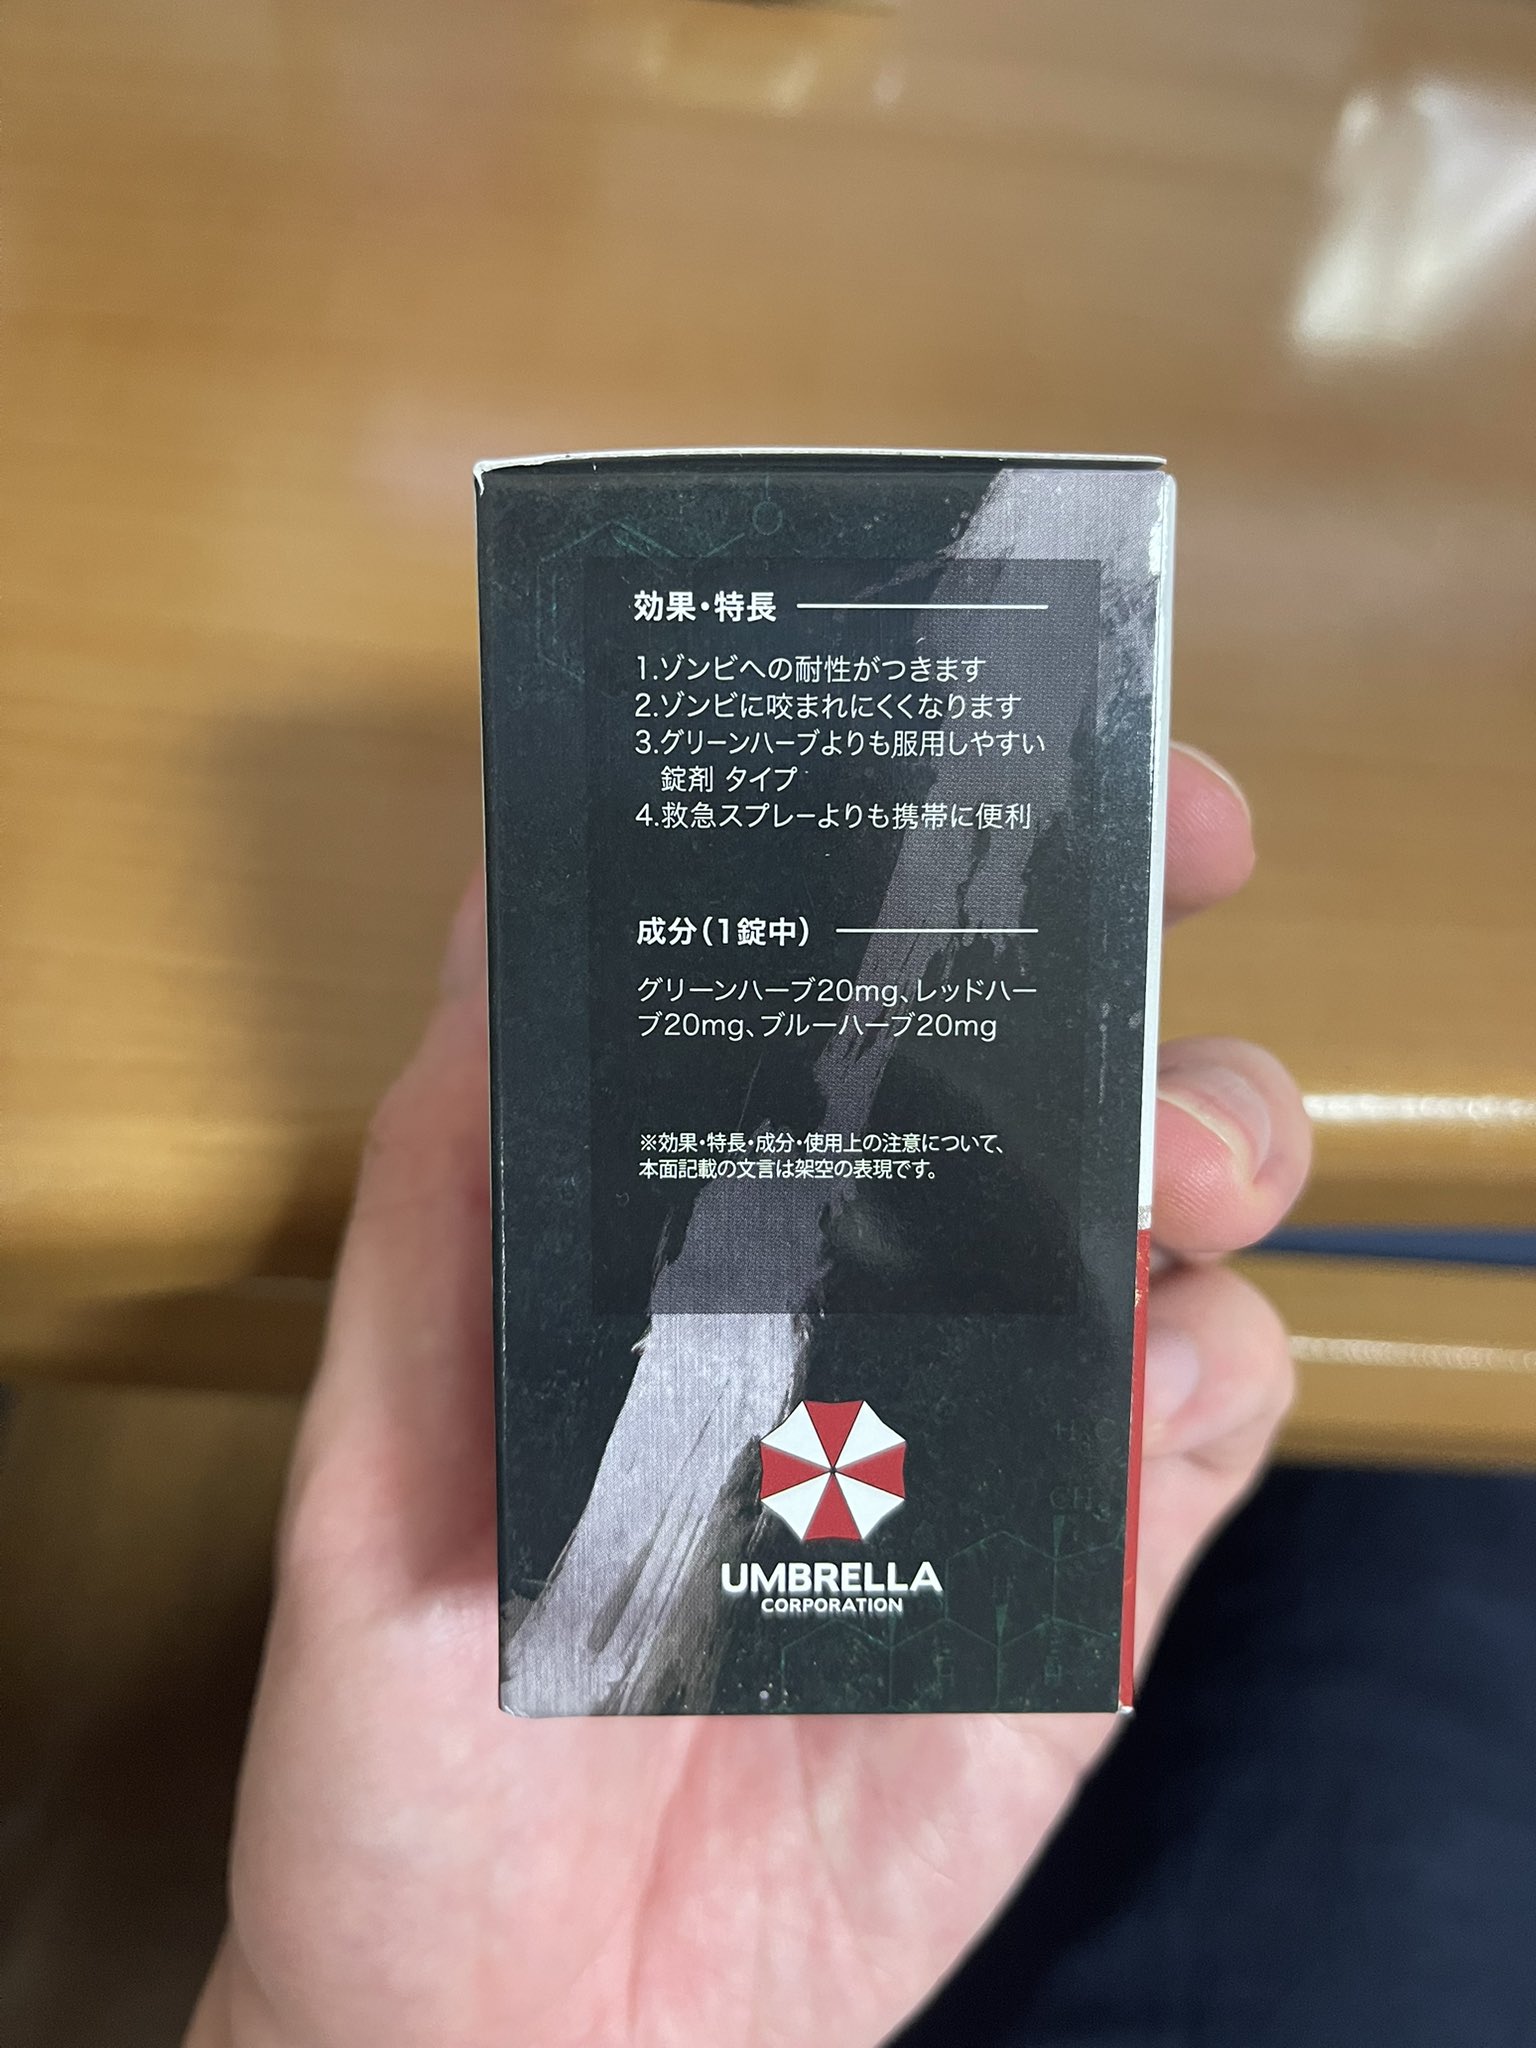 効果・特長
1.ゾンビへの耐性がつきます
2.ゾンビに咬まれにくくなります
3.グリーンハーブよりも服用しやすい
錠剤 タイプ
4.救急スプレーよりも携帯に便利
成分(1錠中)
グリーンハーブ20mg、レッドハー
ブ20mg、ブルーハーブ20mg
※効果・特長・成分・使用上の注意について、
本面記載の文言は架空の表現です。
UMBRELLA
CORPORATION